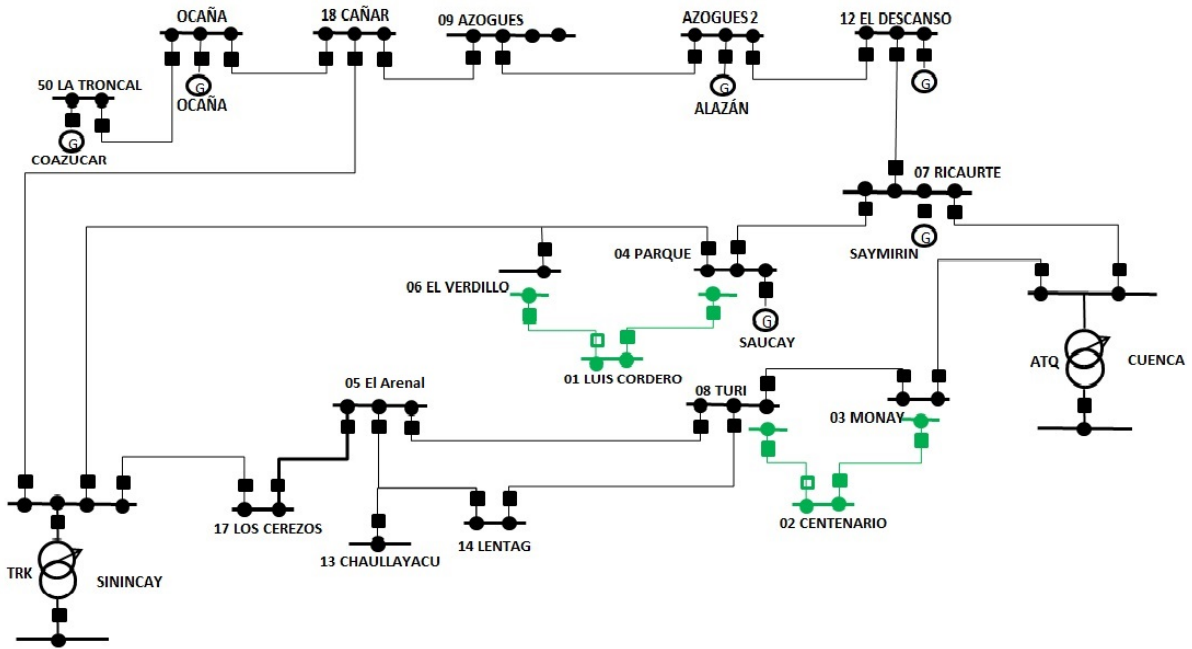 OCAÑA
18 CAÑAR
09 AZOGUES
AZOGUES 2
12 EL DESCANSO
50 LA TRONCAL
G
OCAÑA
G
ALAZÁN
G
G
COAZUCAR
07 RICAURTE
04 PARQUE
G
SAYMIRIN
06 EL VERDILLO
G
SAUCAY
01 LUIS CORDERO
ATQ
CUENCA
05 El Arenal
08 TURI
03 MONAY
17 LOS CEREZOS
02 CENTENARIO
14 LENTAG
13 CHAULLAYACU
TRK
SININCAY